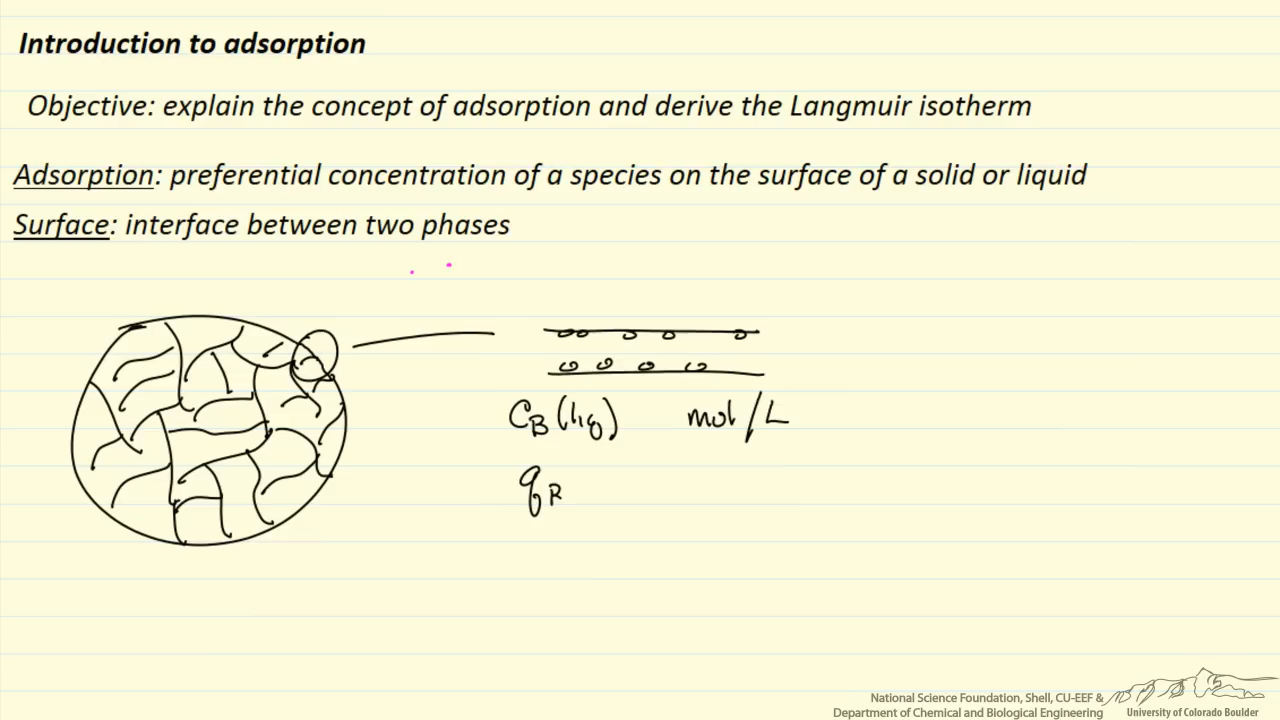 Introduction to adsorption
Objective: explain the concept of adsorption and derive the Langmuir isotherm
Adsorption: preferential concentration of a species on the surface of a solid or liquid
Surface: interface between two phases
C_B (liq) mol/L
q
National Science Foundation, Shell, CU-EEF &
Department of Chemical and Biological Engineering
University of Colorado Boulder